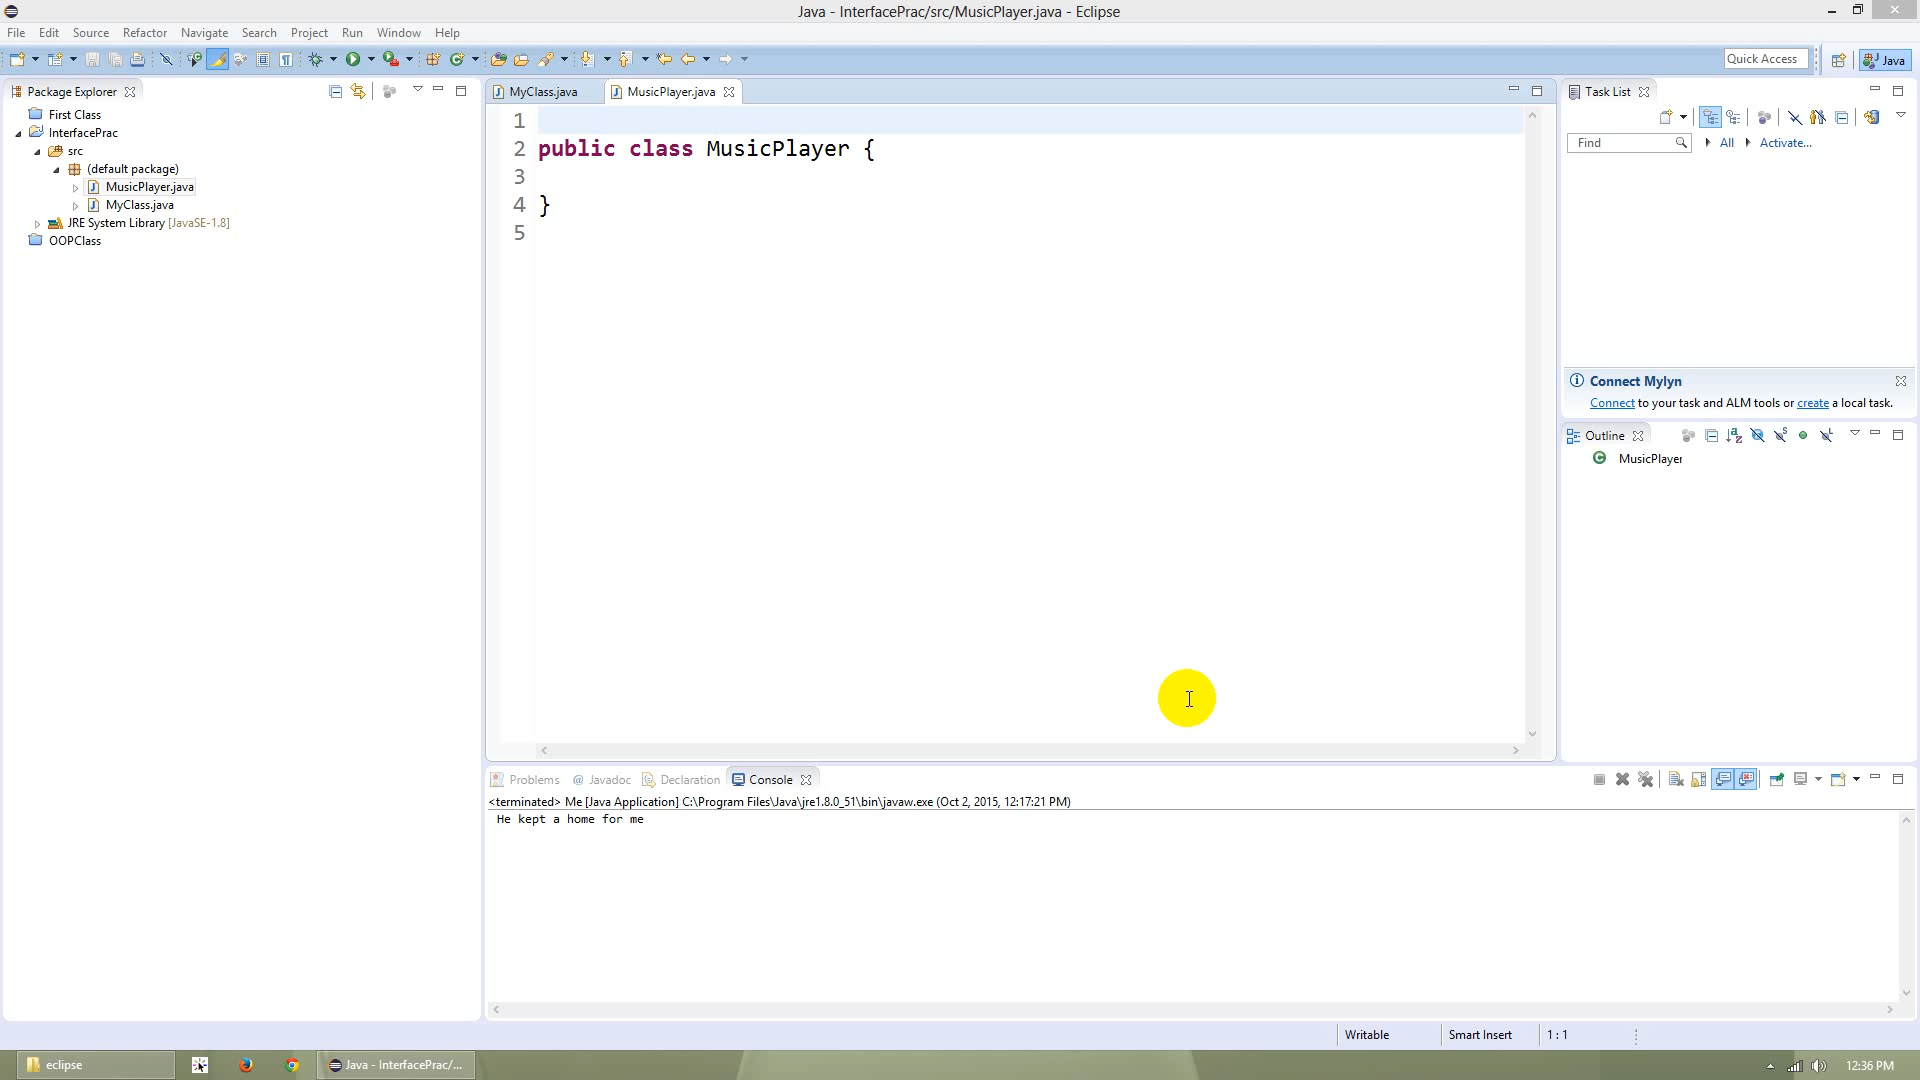 Java - InterfacePrac/src/MusicPlayer.java - Eclipse
File Edit Source Refactor Navigate Search Project Run Window Help
Quick Access
Java
Package Explorer
First Class
InterfacePrac
src
(default package)
MusicPlayer.java
MyClass.java
JRE System Library [JavaSE-1.8]
OOPClass
MyClass.java
MusicPlayer.java
1
2 public class MusicPlayer {
3
4 }
5
Task List
Find
All
Activate...
Connect Mylyn
Connect to your task and ALM tools or create a local task.
Outline
MusicPlayer
Problems @ Javadoc Declaration Console
<terminated> Me [Java Application] C:\Program Files\Java\jre1.8.0_51\bin\javaw.exe (Oct 2, 2015, 12:17:21 PM)
He kept a home for me
Writable
Smart Insert
1 : 1
eclipse
Java - InterfacePrac/...
12:36 PM